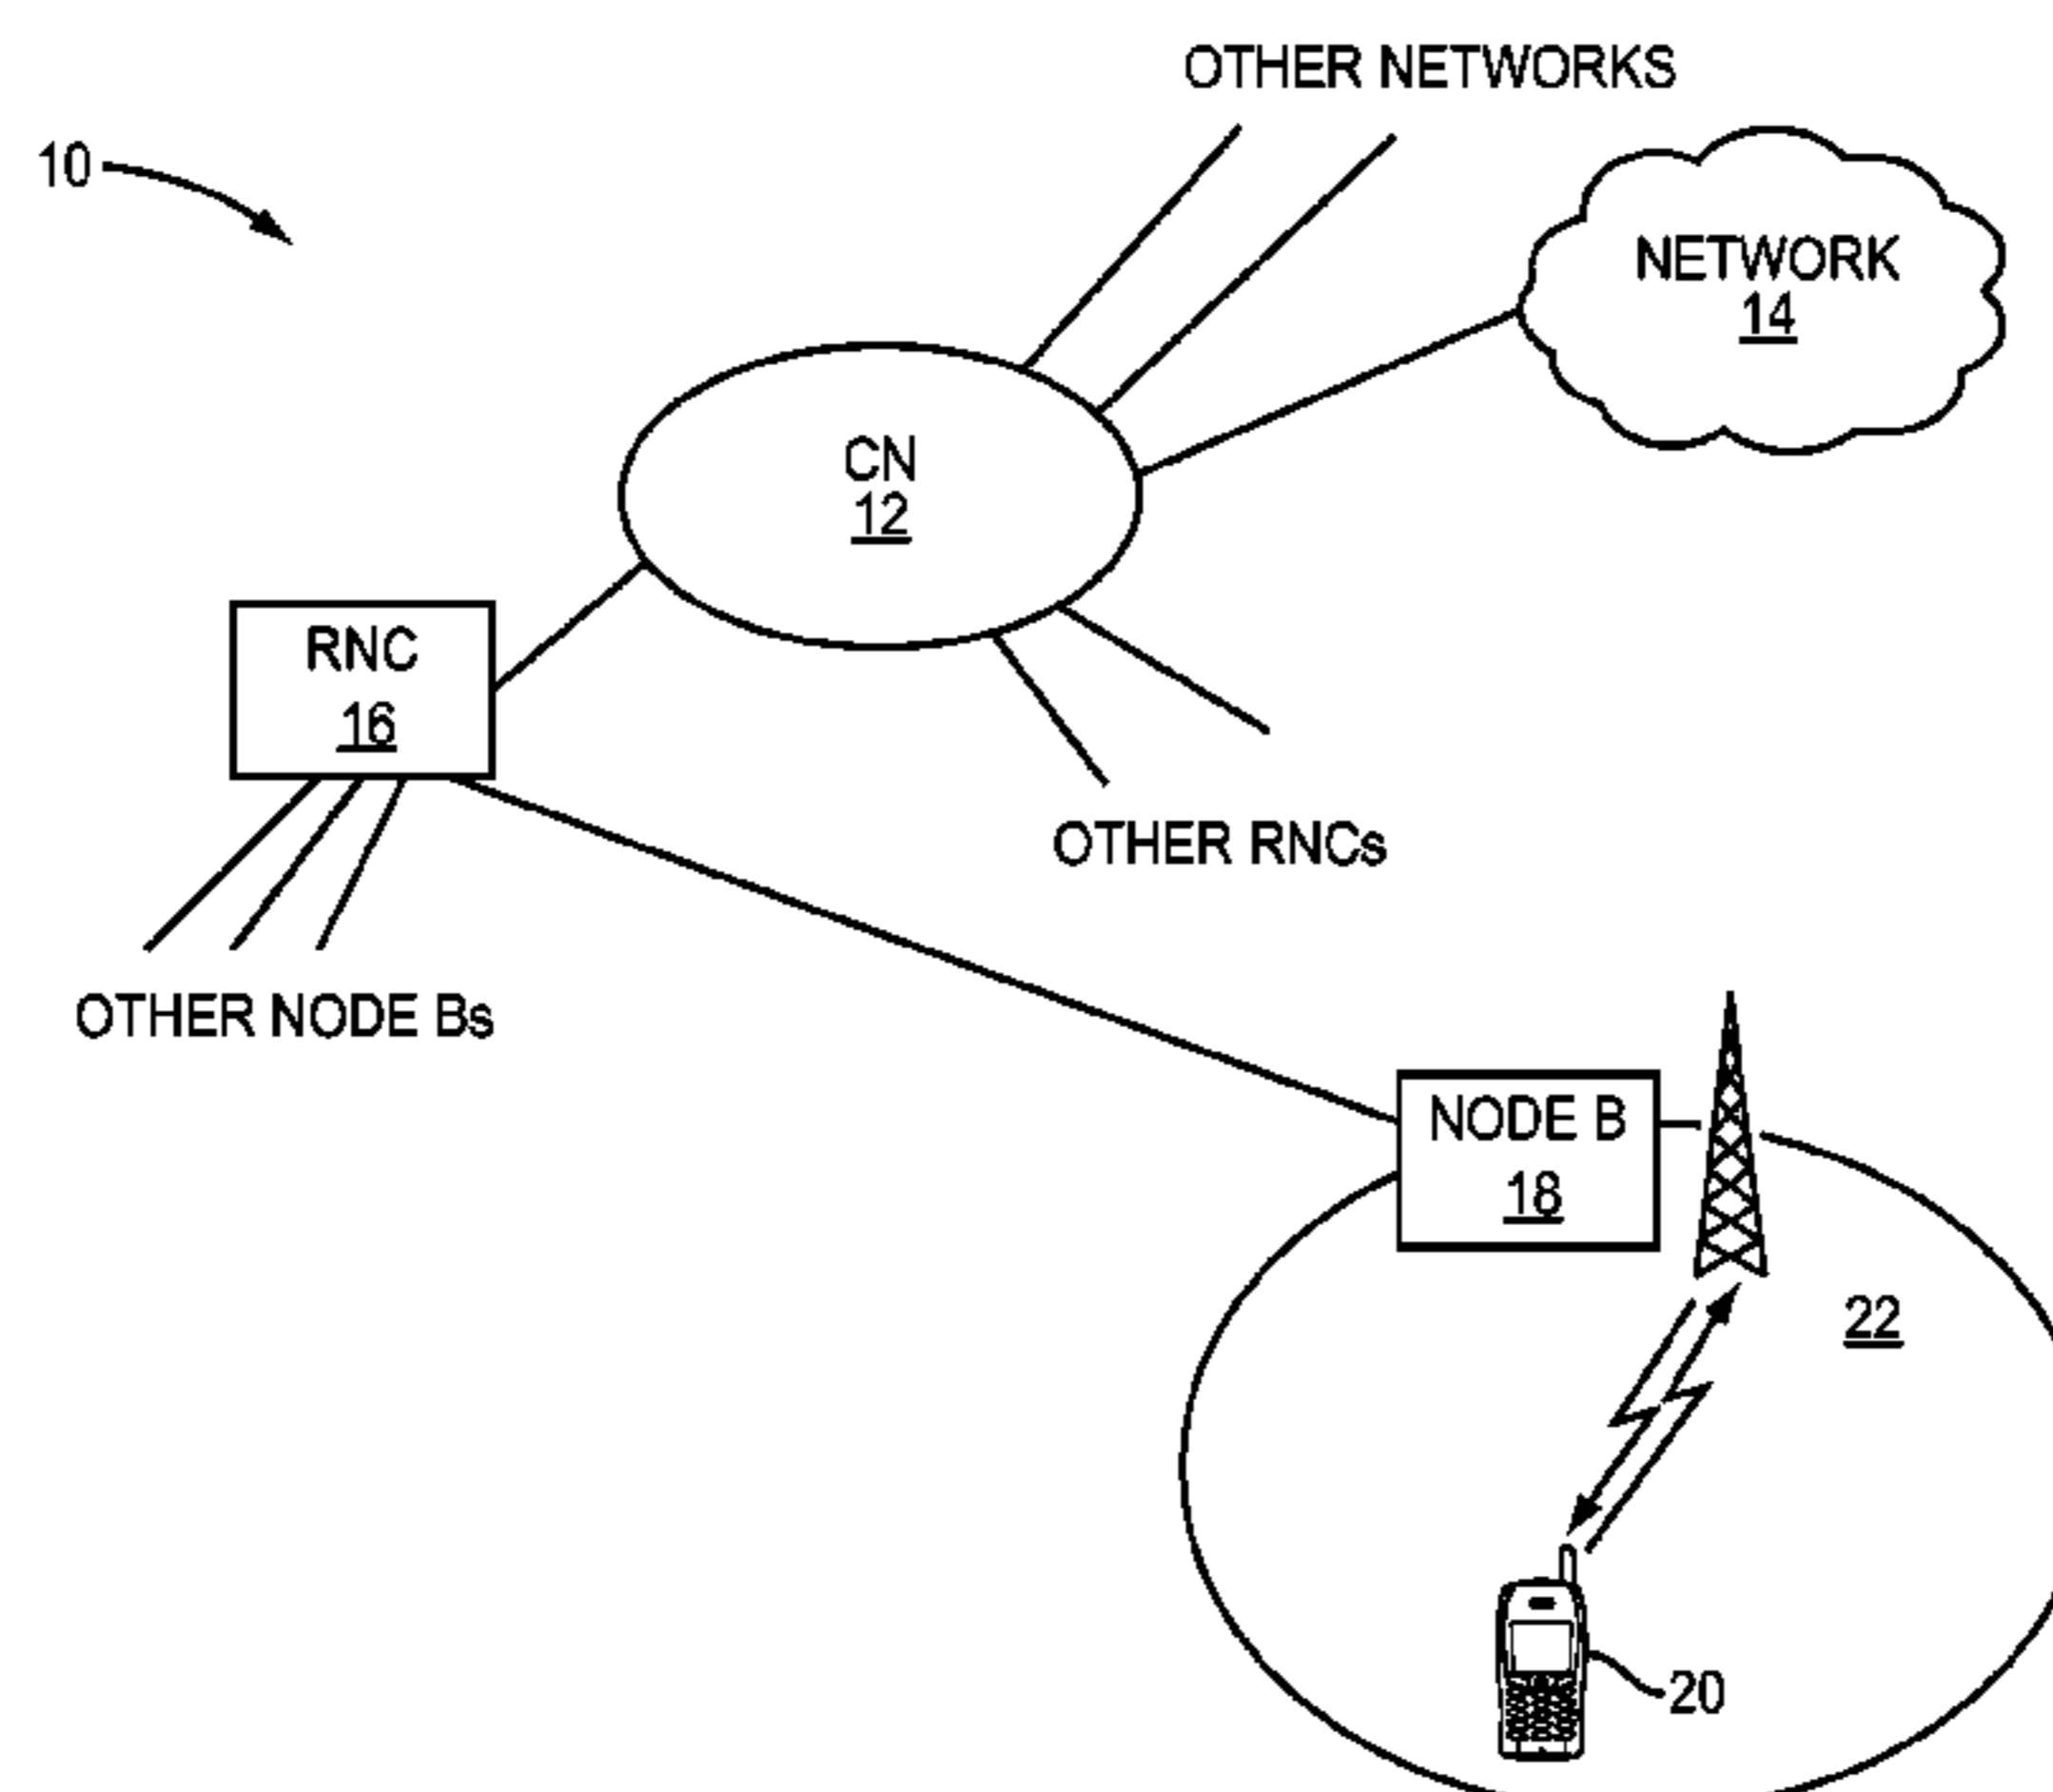 OTHER NETWORKS
10
NETWORK
14
CN
12
RNC
16
OTHER RNCs
OTHER NODE Bs
NODE B
18
22
20